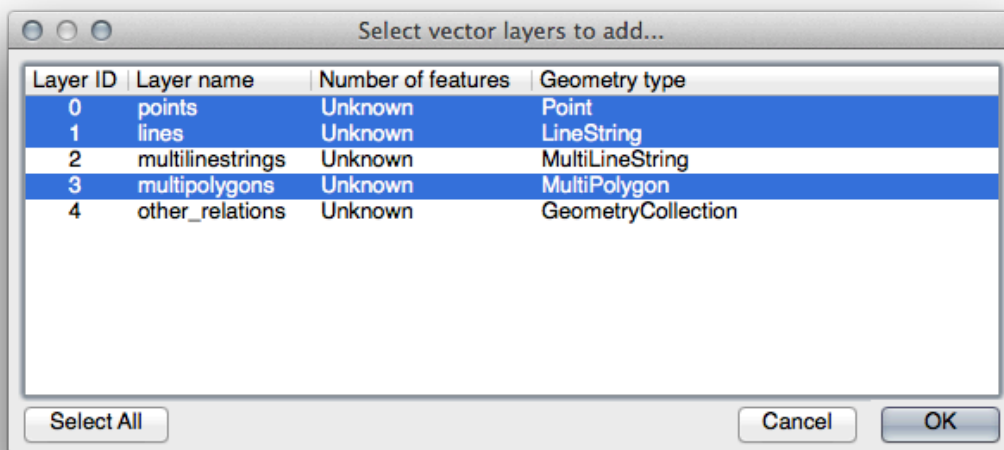 Select vector layers to add...
Layer ID Layer name Number of features Geometry type
0 points Unknown Point
1 lines Unknown LineString
2 multilinestrings Unknown MultiLineString
3 multipolygons Unknown MultiPolygon
4 other_relations Unknown GeometryCollection
Select All Cancel OK